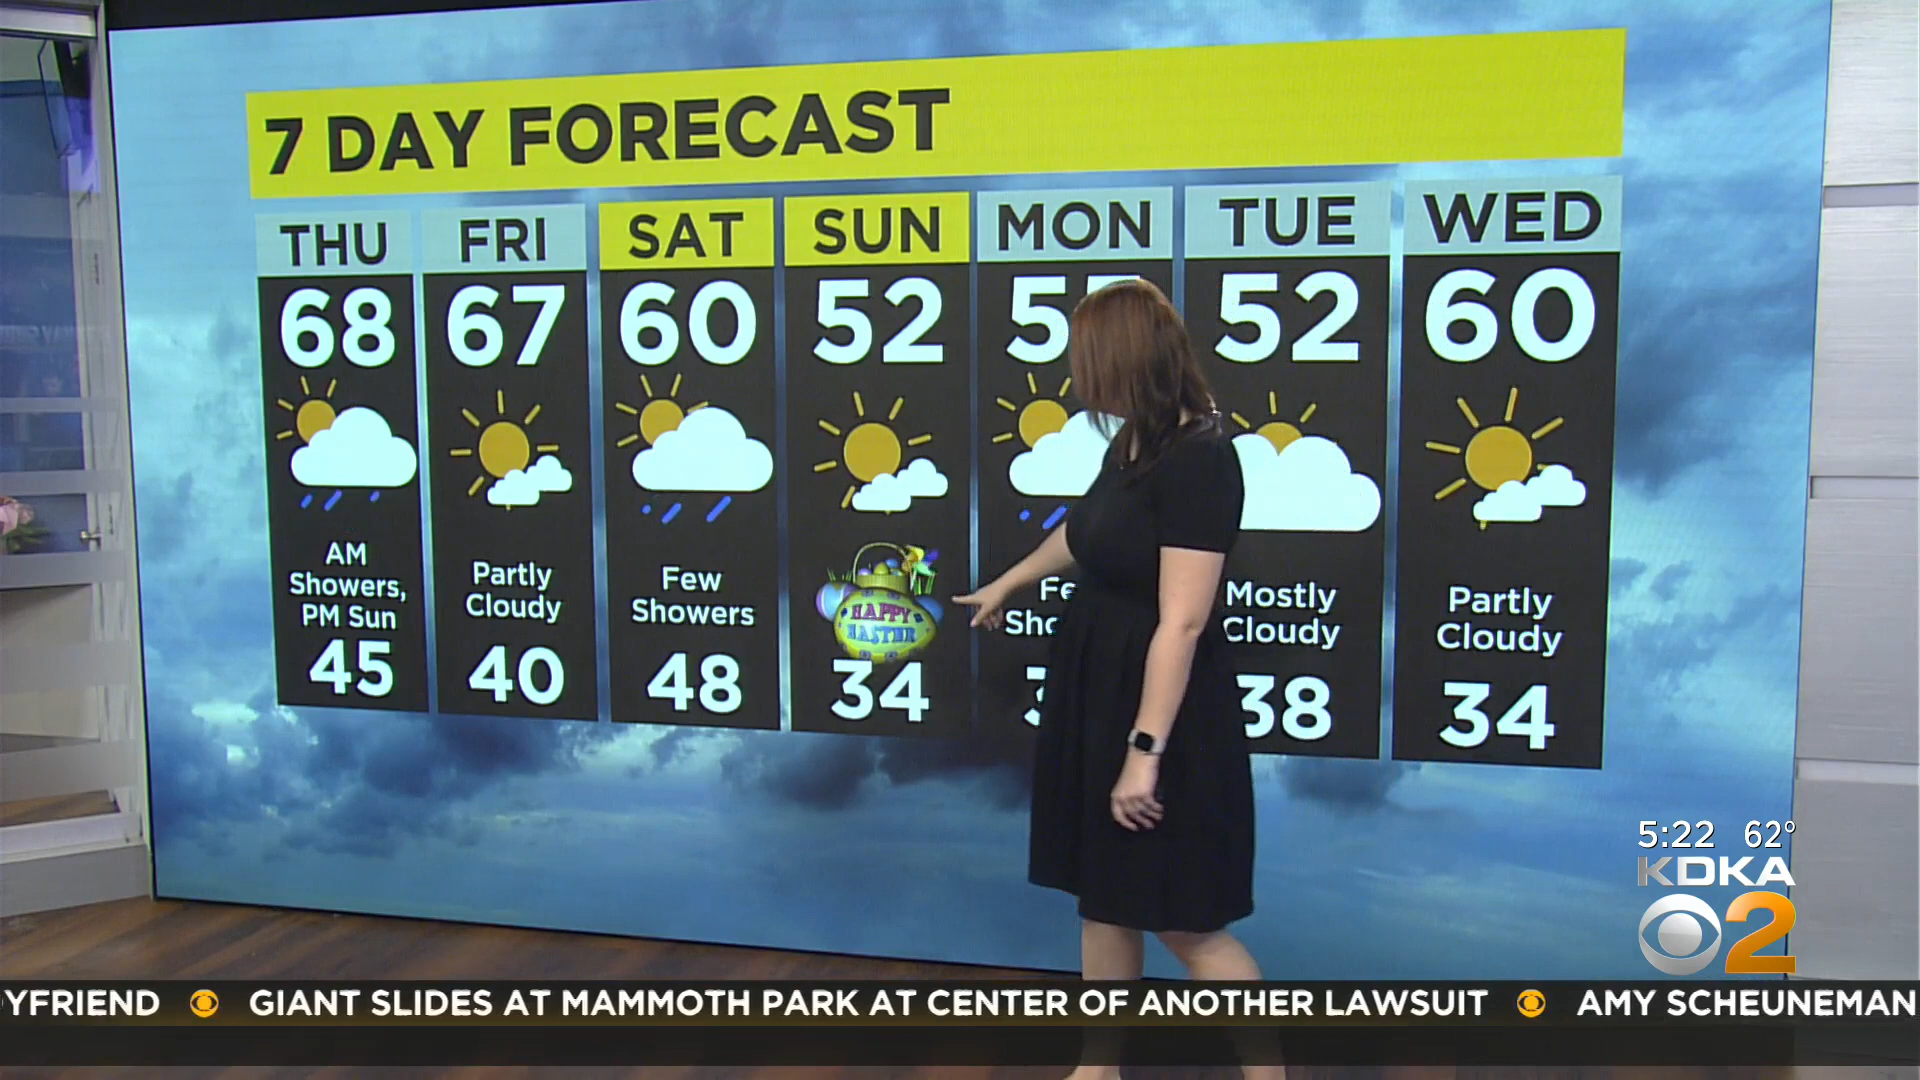 7 DAY FORECAST
THU
FRI
SAT
SUN
MON
TUE
WED
68
67
60
52
52
60
AM
Showers,
PM Sun
Partly
Cloudy
Few
Showers
HAPPY
EASTER
Mostly
Cloudy
Partly
Cloudy
45
40
48
34
38
34
5:22 62°
KDKA
2
YFRIEND GIANT SLIDES AT MAMMOTH PARK AT CENTER OF ANOTHER LAWSUIT AMY SCHEUNEMAN